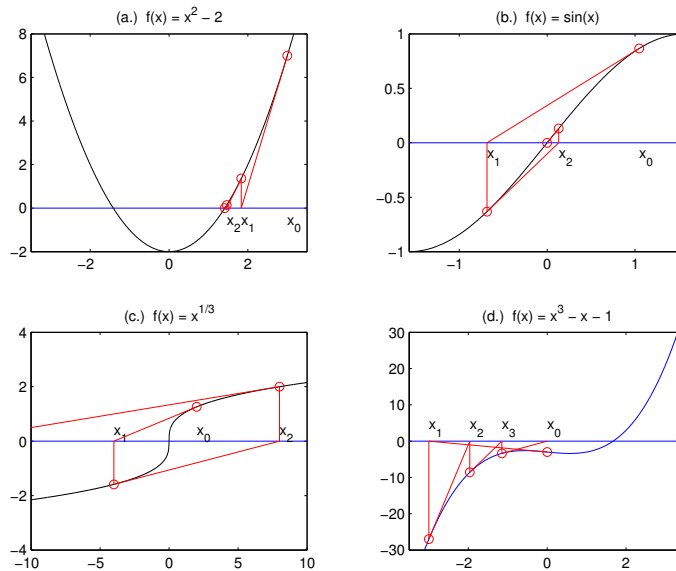 (a.) f(x) = x² − 2
8
6
4
2
0
−2
−2
0
2
x₂
x₁
x₀
(b.) f(x) = sin(x)
1
0.5
0
−0.5
−1
−1
0
1
x₁
x₂
x₀
(c.) f(x) = x^1/3
4
2
0
−2
−4
−10
−5
0
5
10
x₁
x₀
x₂
(d.) f(x) = x³ − x − 1
30
20
10
0
−10
−20
−30
−2
0
2
x₁
x₂
x₃
x₀